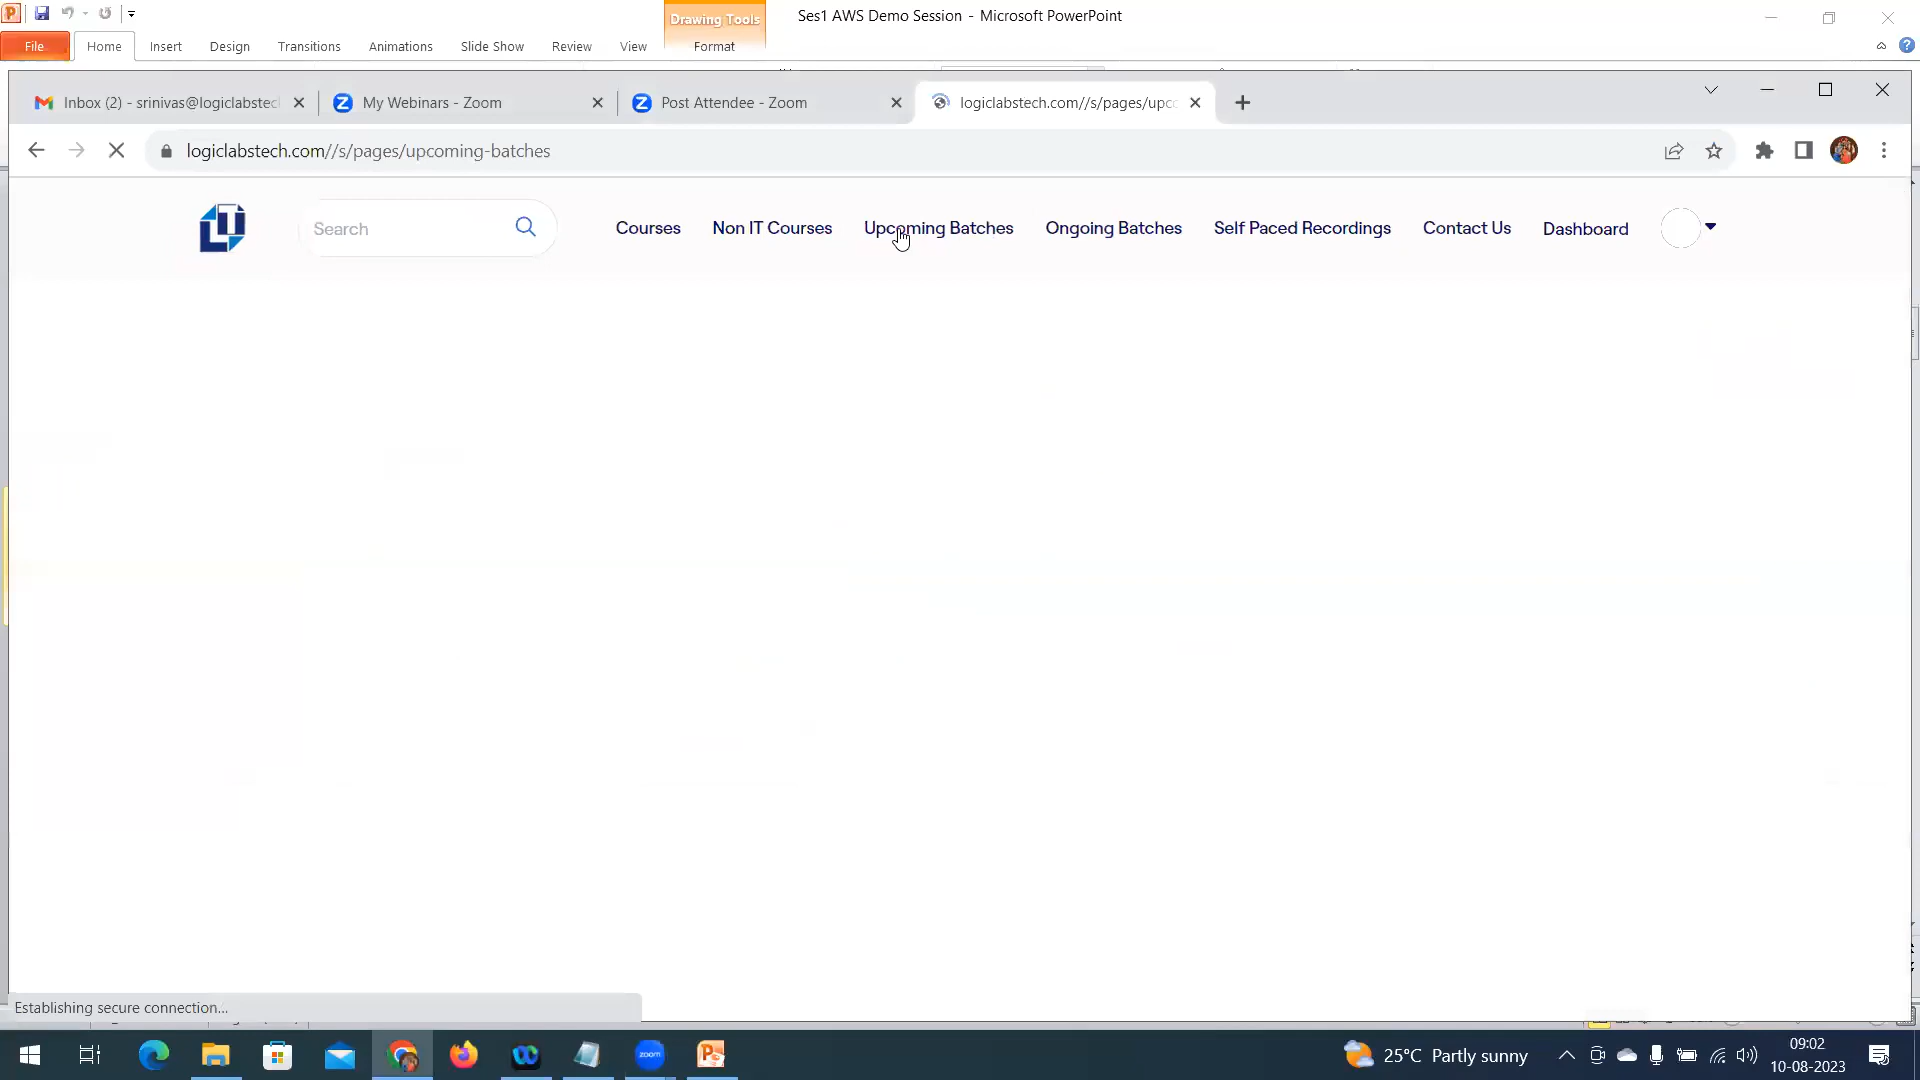 Drawing Tools
Ses1 AWS Demo Session - Microsoft PowerPoint
File Home Insert Design Transitions Animations Slide Show Review View Format
Inbox (2) - srinivas@logiclabstec My Webinars - Zoom Post Attendee - Zoom logiclabstech.com//s/pages/upco
logiclabstech.com//s/pages/upcoming-batches
Search Courses Non IT Courses Upcoming Batches Ongoing Batches Self Paced Recordings Contact Us Dashboard
Establishing secure connection...
25°C Partly sunny
09:02
10-08-2023